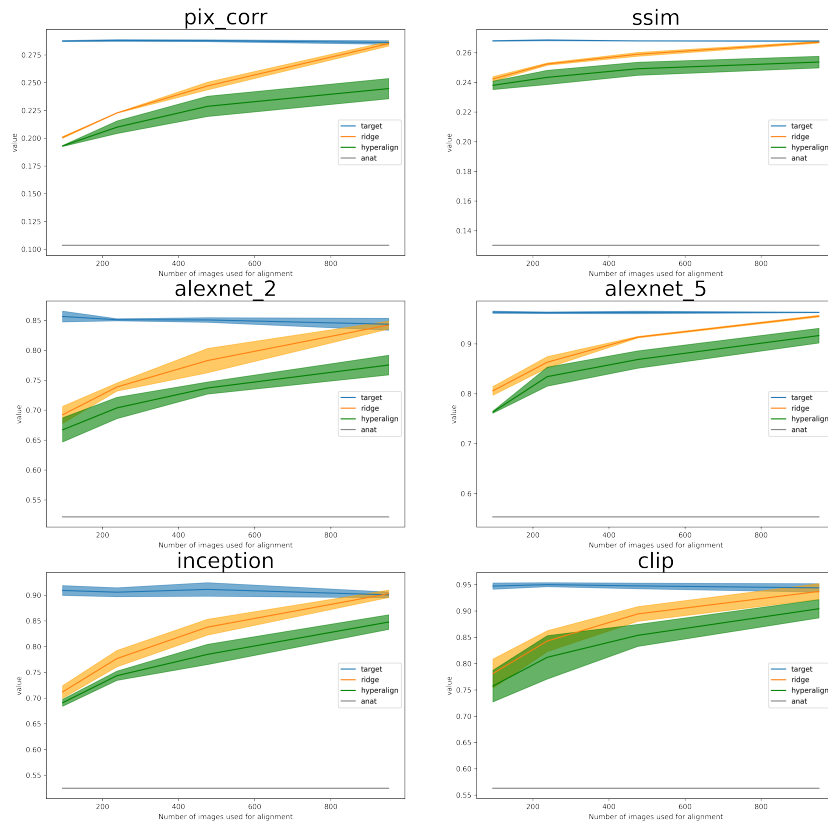 pix_corr
0.275
0.250
0.225
0.200
0.175
0.150
0.125
0.100
value
200 400 600 800
Number of images used for alignment
target
ridge
hyperalign
anat
ssim
0.26
0.24
0.22
0.20
0.18
0.16
0.14
value
200 400 600 800
Number of images used for alignment
target
ridge
hyperalign
anat
alexnet_2
0.85
0.80
0.75
0.70
0.65
0.60
0.55
value
200 400 600 800
Number of images used for alignment
target
ridge
hyperalign
anat
alexnet_5
0.9
0.8
0.7
0.6
value
200 400 600 800
Number of images used for alignment
target
ridge
hyperalign
anat
inception
0.90
0.85
0.80
0.75
0.70
0.65
0.60
0.55
value
200 400 600 800
Number of images used for alignment
target
ridge
hyperalign
anat
clip
0.95
0.90
0.85
0.80
0.75
0.70
0.65
0.60
0.55
value
200 400 600 800
Number of images used for alignment
target
ridge
hyperalign
anat